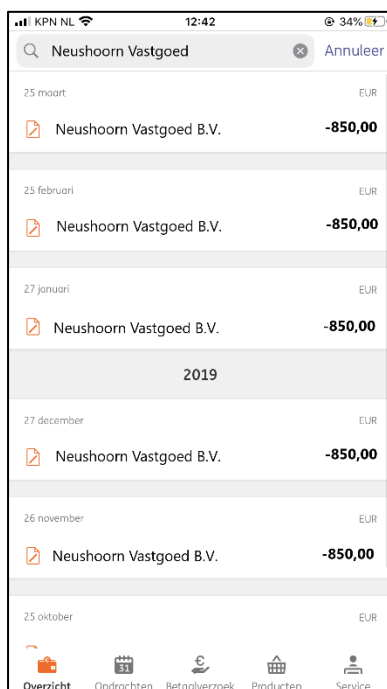 KPN NL 12:42 34%
Neushoorn Vastgoed Annuleer
25 maart EUR
Neushoorn Vastgoed B.V. -850,00
25 februari EUR
Neushoorn Vastgoed B.V. -850,00
27 januari EUR
Neushoorn Vastgoed B.V. -850,00
2019
27 december EUR
Neushoorn Vastgoed B.V. -850,00
26 november EUR
Neushoorn Vastgoed B.V. -850,00
25 oktober EUR
31 €
Overzicht Opdrachten Betaalverzoek Producten Service